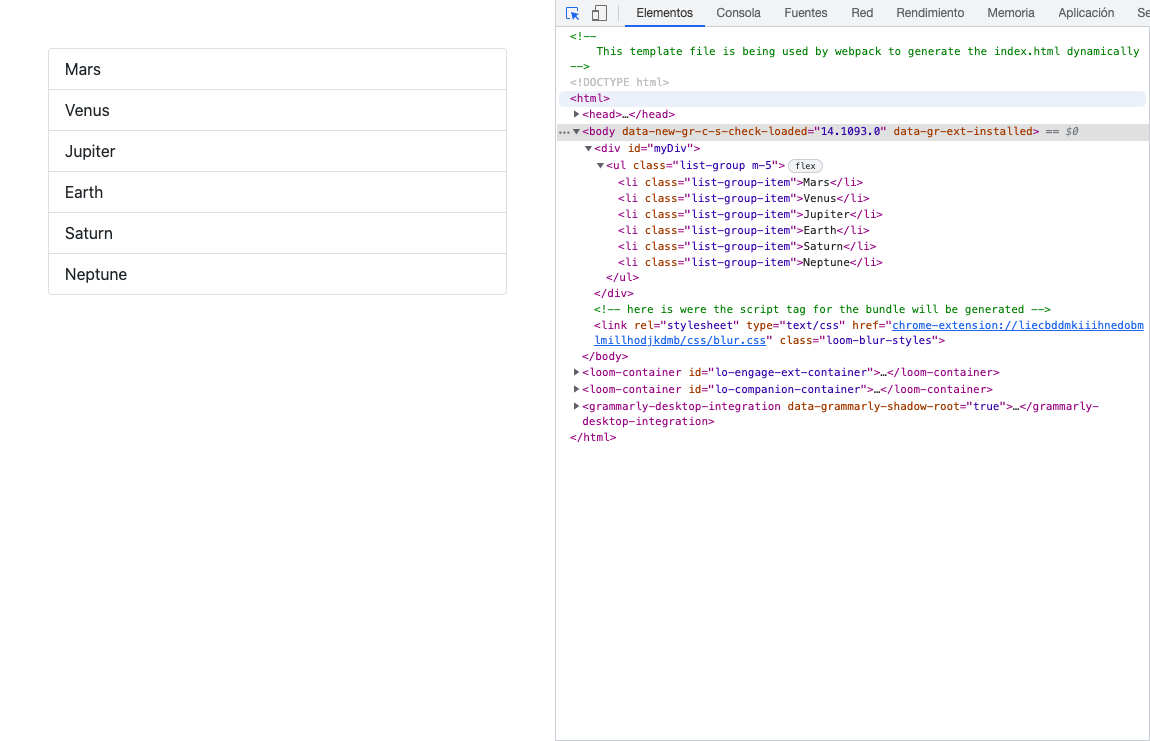 Mars
Venus
Jupiter
Earth
Saturn
Neptune
Elementos Consola Fuentes Red Rendimiento Memoria Aplicación Se
<!--
This template file is being used by webpack to generate the index.html dynamically
-->
<!DOCTYPE html>
<html>
<head>…</head>
<body data-new-gr-c-s-check-loaded="14.1093.0" data-gr-ext-installed> == $0
<div id="myDiv">
<ul class="list-group m-5"> flex
<li class="list-group-item">Mars</li>
<li class="list-group-item">Venus</li>
<li class="list-group-item">Jupiter</li>
<li class="list-group-item">Earth</li>
<li class="list-group-item">Saturn</li>
<li class="list-group-item">Neptune</li>
</ul>
</div>
<!-- here is were the script tag for the bundle will be generated -->
<link rel="stylesheet" type="text/css" href="chrome-extension://liecbddmkiiihnedobm
lmillhodjkdmb/css/blur.css" class="loom-blur-styles">
</body>
<loom-container id="lo-engage-ext-container">…</loom-container>
<loom-container id="lo-companion-container">…</loom-container>
<grammarly-desktop-integration data-grammarly-shadow-root="true">…</grammarly-
desktop-integration>
</html>